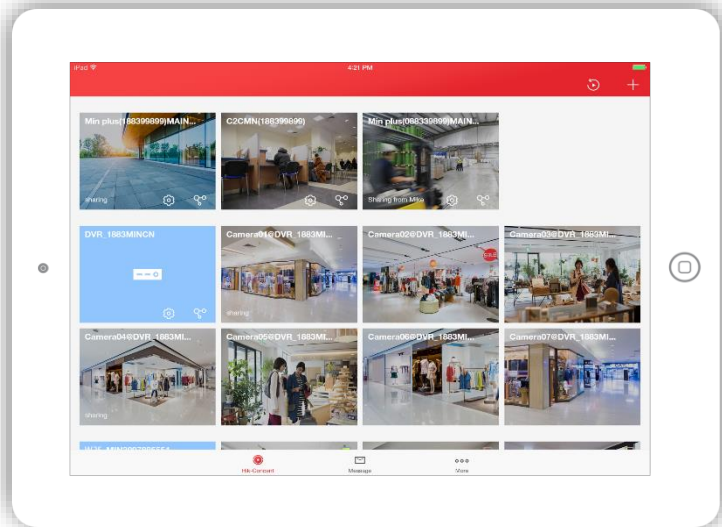 iPad
4:21 PM
Min plus(188399899)MAIN...
C2CMN(188399899)
Min plus(088339899)MAIN...
sharing
Sharing from Mike
DVR_1883MINCN
Camera01@DVR_1883MI...
Camera02@DVR_1883MI...
Camera03@DVR_1883MI...
SALE
sharing
Camera04@DVR_1883MI...
Camera05@DVR_1883MI...
Camera06@DVR_1883MI...
Camera07@DVR_1883MI...
sharing
Hik-Connect
Message
More